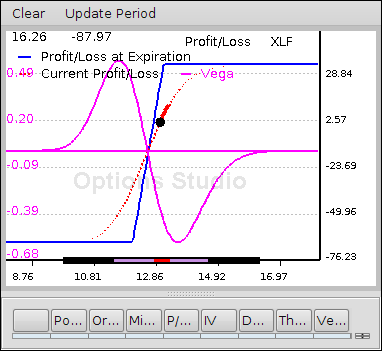 Clear Update Period
16.26 -87.97 Profit/Loss XLF
Profit/Loss at Expiration
0.49 Current Profit/Loss Vega 28.84
0.20 2.57
-0.09 -23.69
Options Studio
-0.39 -49.96
-0.68 -76.23
8.76 10.81 12.86 14.92 16.97
Po... Or... Mi... P/... IV D... Th... Ve...